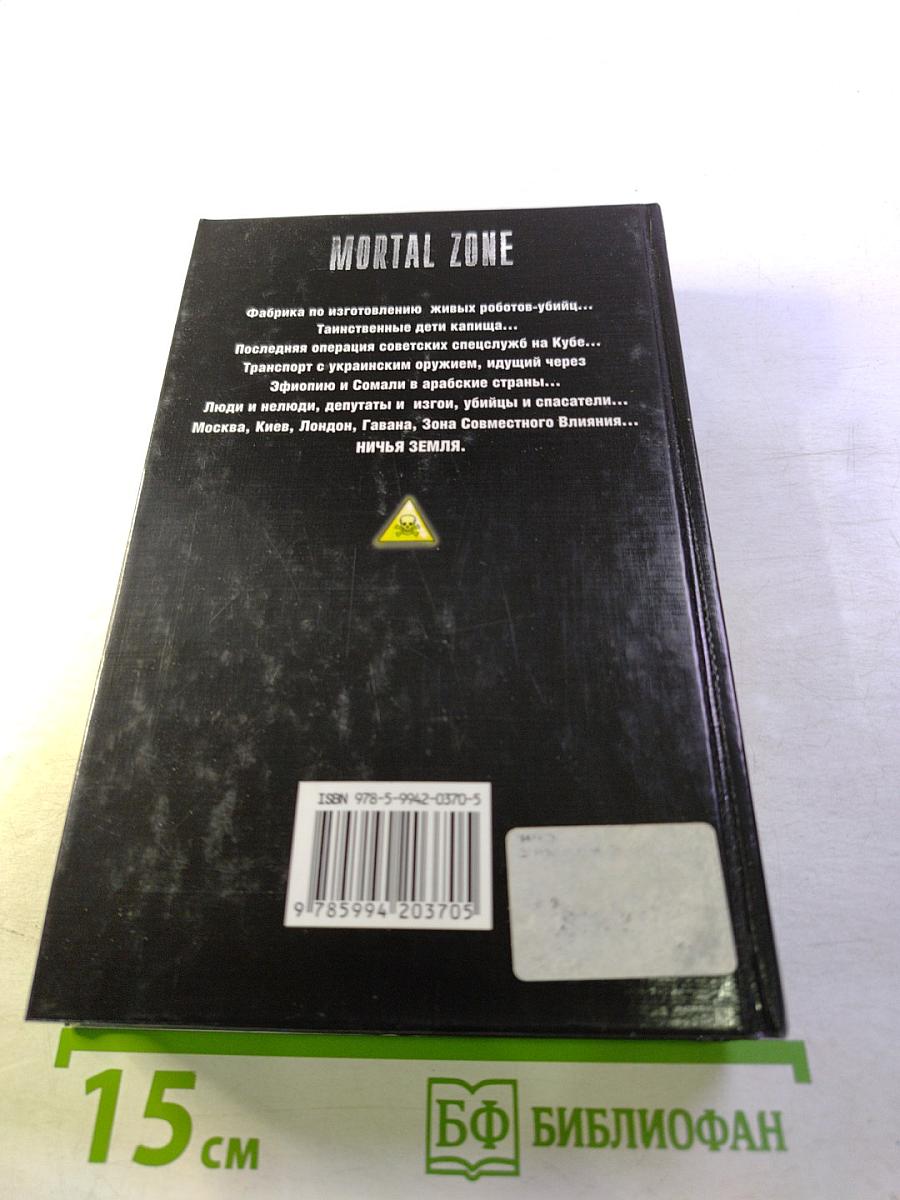 MORTAL ZONE
Фабрика по изготовлению живых роботов-убийц...
Таинственные дети капища...
Последняя операция советских спецслужб на Кубе...
Транспорт с украинским оружием, идущий через
Эфиопию и Сомали в арабские страны...
Люди и нелюди, депутаты и изгои, убийцы и спасатели...
Москва, Киев, Лондон, Гавана, Зона Совместного Влияния...
НИЧЬЯ ЗЕМЛЯ.
ISBN 978-5-9942-0370-5
9 785994 203705
15 см
БФ БИБЛИОФАН